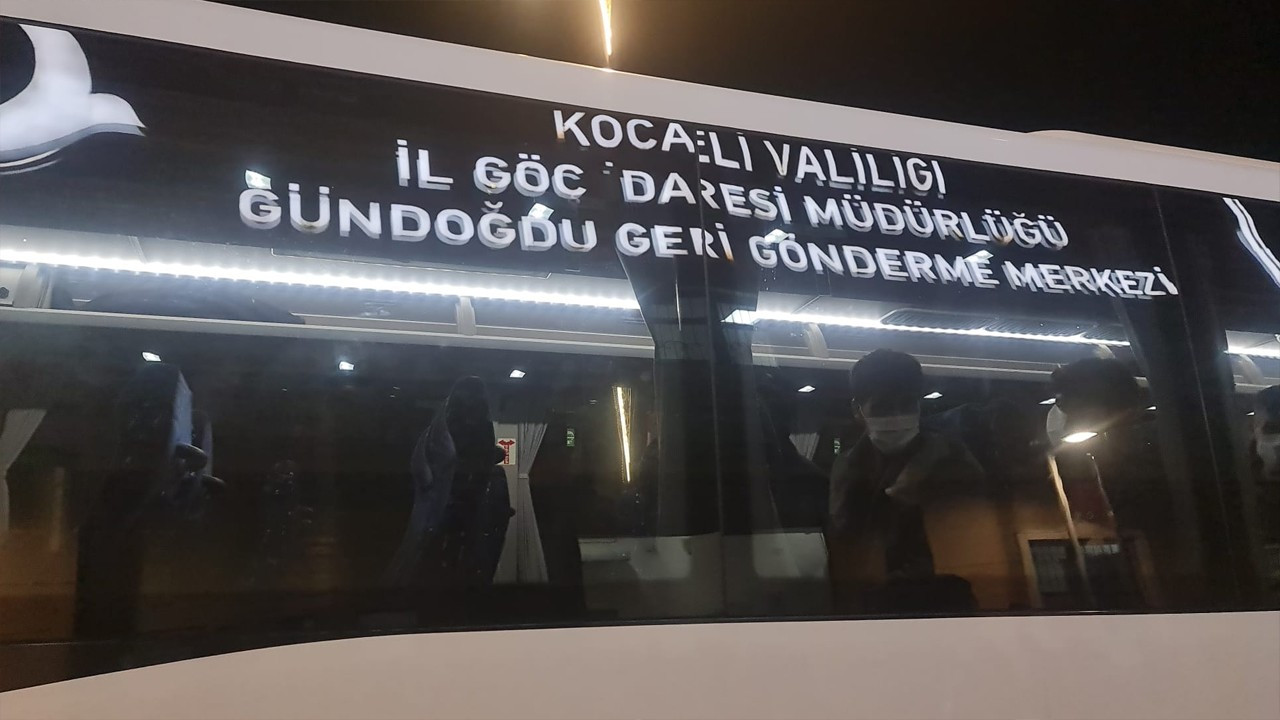 KOCAELİ VALİLİĞİ
İL GÖÇ İDARESİ MÜDÜRLÜĞÜ
GÜNDOĞDU GERİ GÖNDERME MERKEZİ